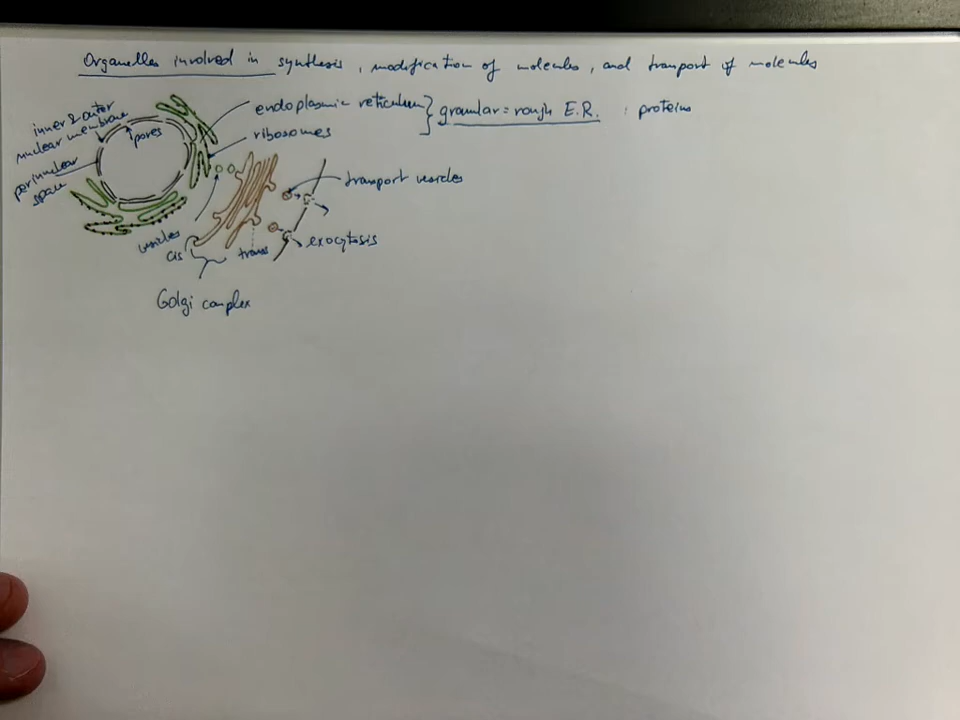 Organelles involved in synthesis, modification of molecules, and transport of molecules
endoplasmic reticulum } granular = rough E.R. : proteins
ribosomes
inner & outer
nuclear membrane
pores
perinuclear
space
transport vesicles
vesicles
cis
trans
exocytosis
Golgi complex